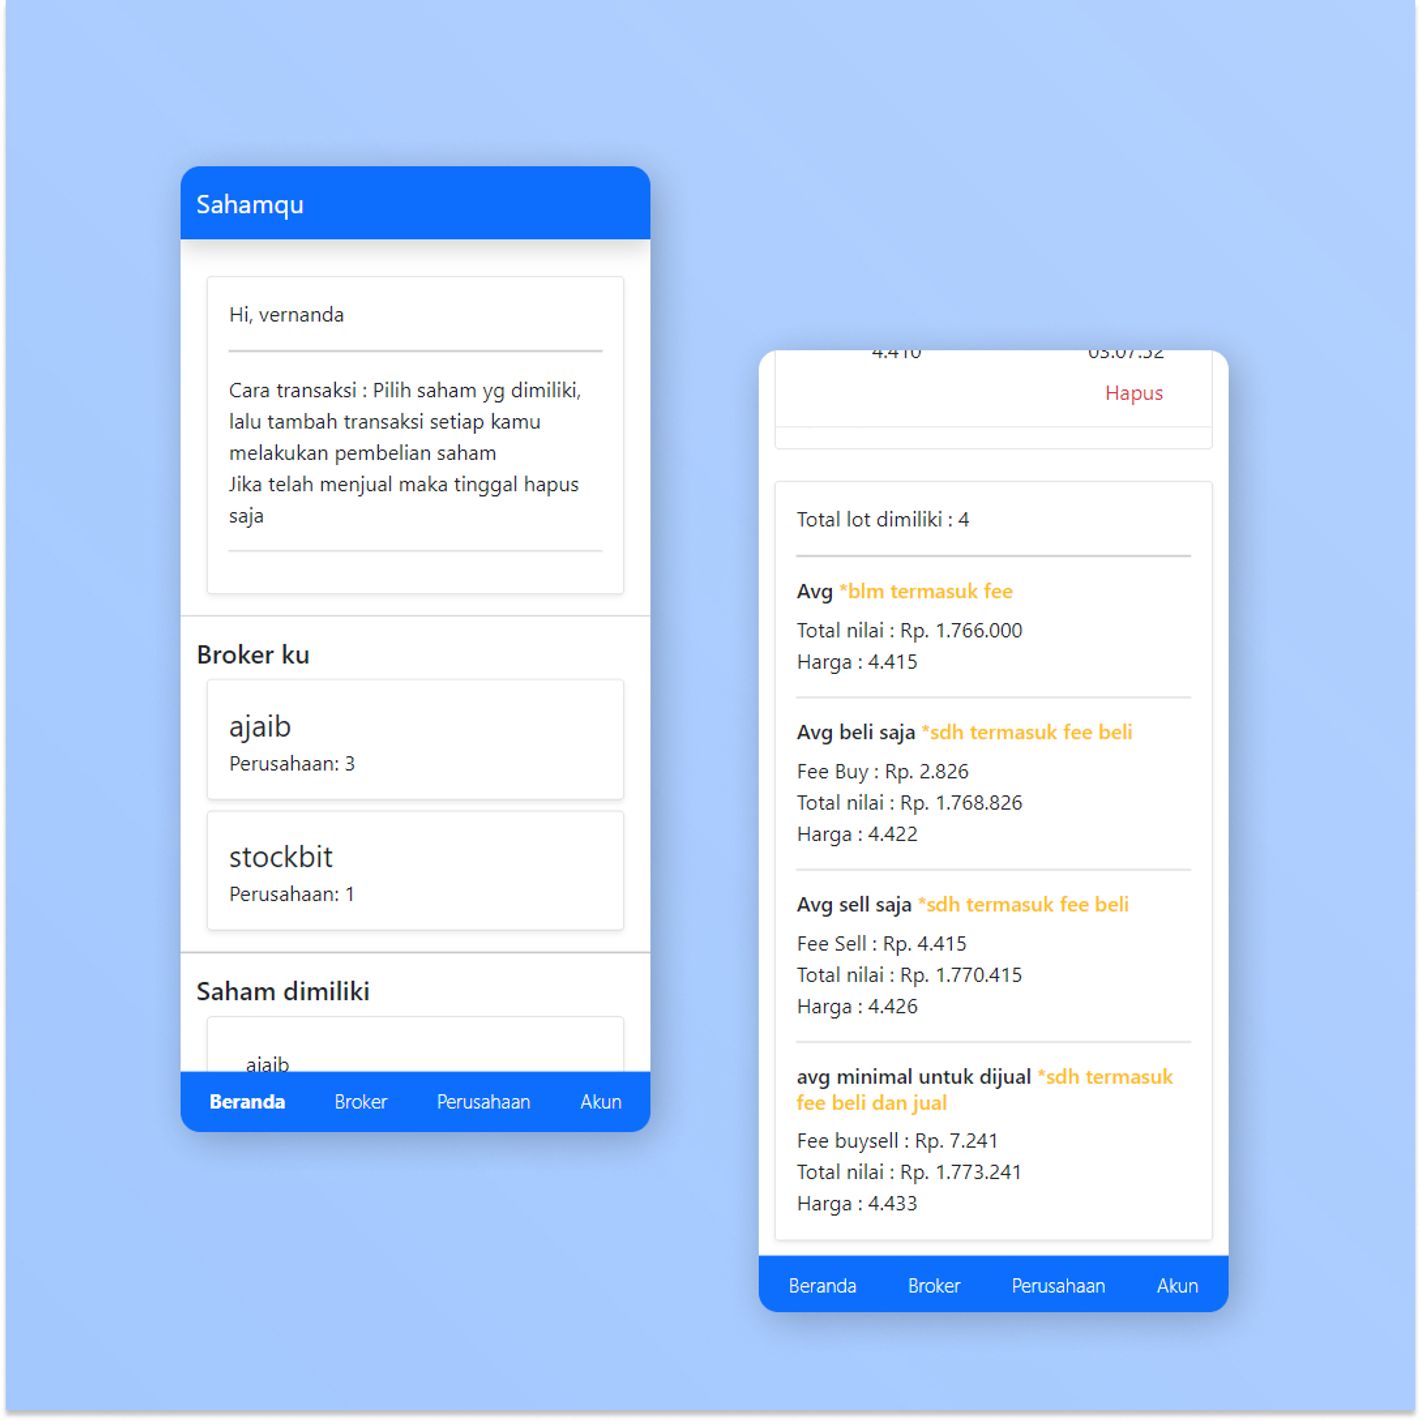 Sahamqu
Hi, vernanda
Cara transaksi : Pilih saham yg dimiliki,
lalu tambah transaksi setiap kamu
melakukan pembelian saham
Jika telah menjual maka tinggal hapus
saja
Broker ku
ajaib
Perusahaan: 3
stockbit
Perusahaan: 1
Saham dimiliki
ajaib
Beranda Broker Perusahaan Akun
4.410 03.07.52
Hapus
Total lot dimiliki : 4
Avg *blm termasuk fee
Total nilai : Rp. 1.766.000
Harga : 4.415
Avg beli saja *sdh termasuk fee beli
Fee Buy : Rp. 2.826
Total nilai : Rp. 1.768.826
Harga : 4.422
Avg sell saja *sdh termasuk fee beli
Fee Sell : Rp. 4.415
Total nilai : Rp. 1.770.415
Harga : 4.426
avg minimal untuk dijual *sdh termasuk
fee beli dan jual
Fee buysell : Rp. 7.241
Total nilai : Rp. 1.773.241
Harga : 4.433
Beranda Broker Perusahaan Akun